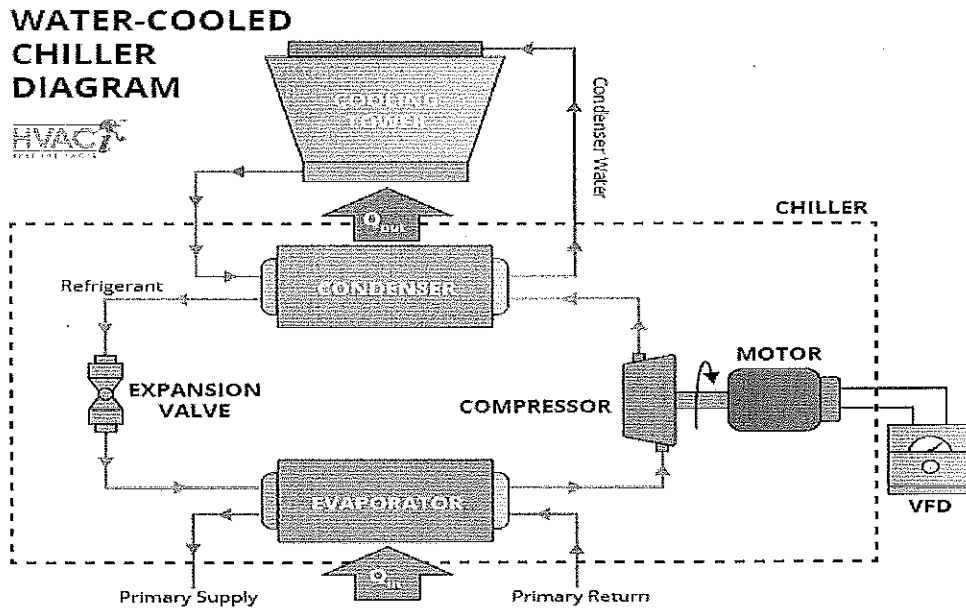 WATER-COOLED
CHILLER
DIAGRAM
HVACi
COOLING
TOWER
Condenser Water
Qout
CHILLER
CONDENSER
Refrigerant
MOTOR
EXPANSION
VALVE
COMPRESSOR
EVAPORATOR
VFD
Qin
Primary Supply
Primary Return